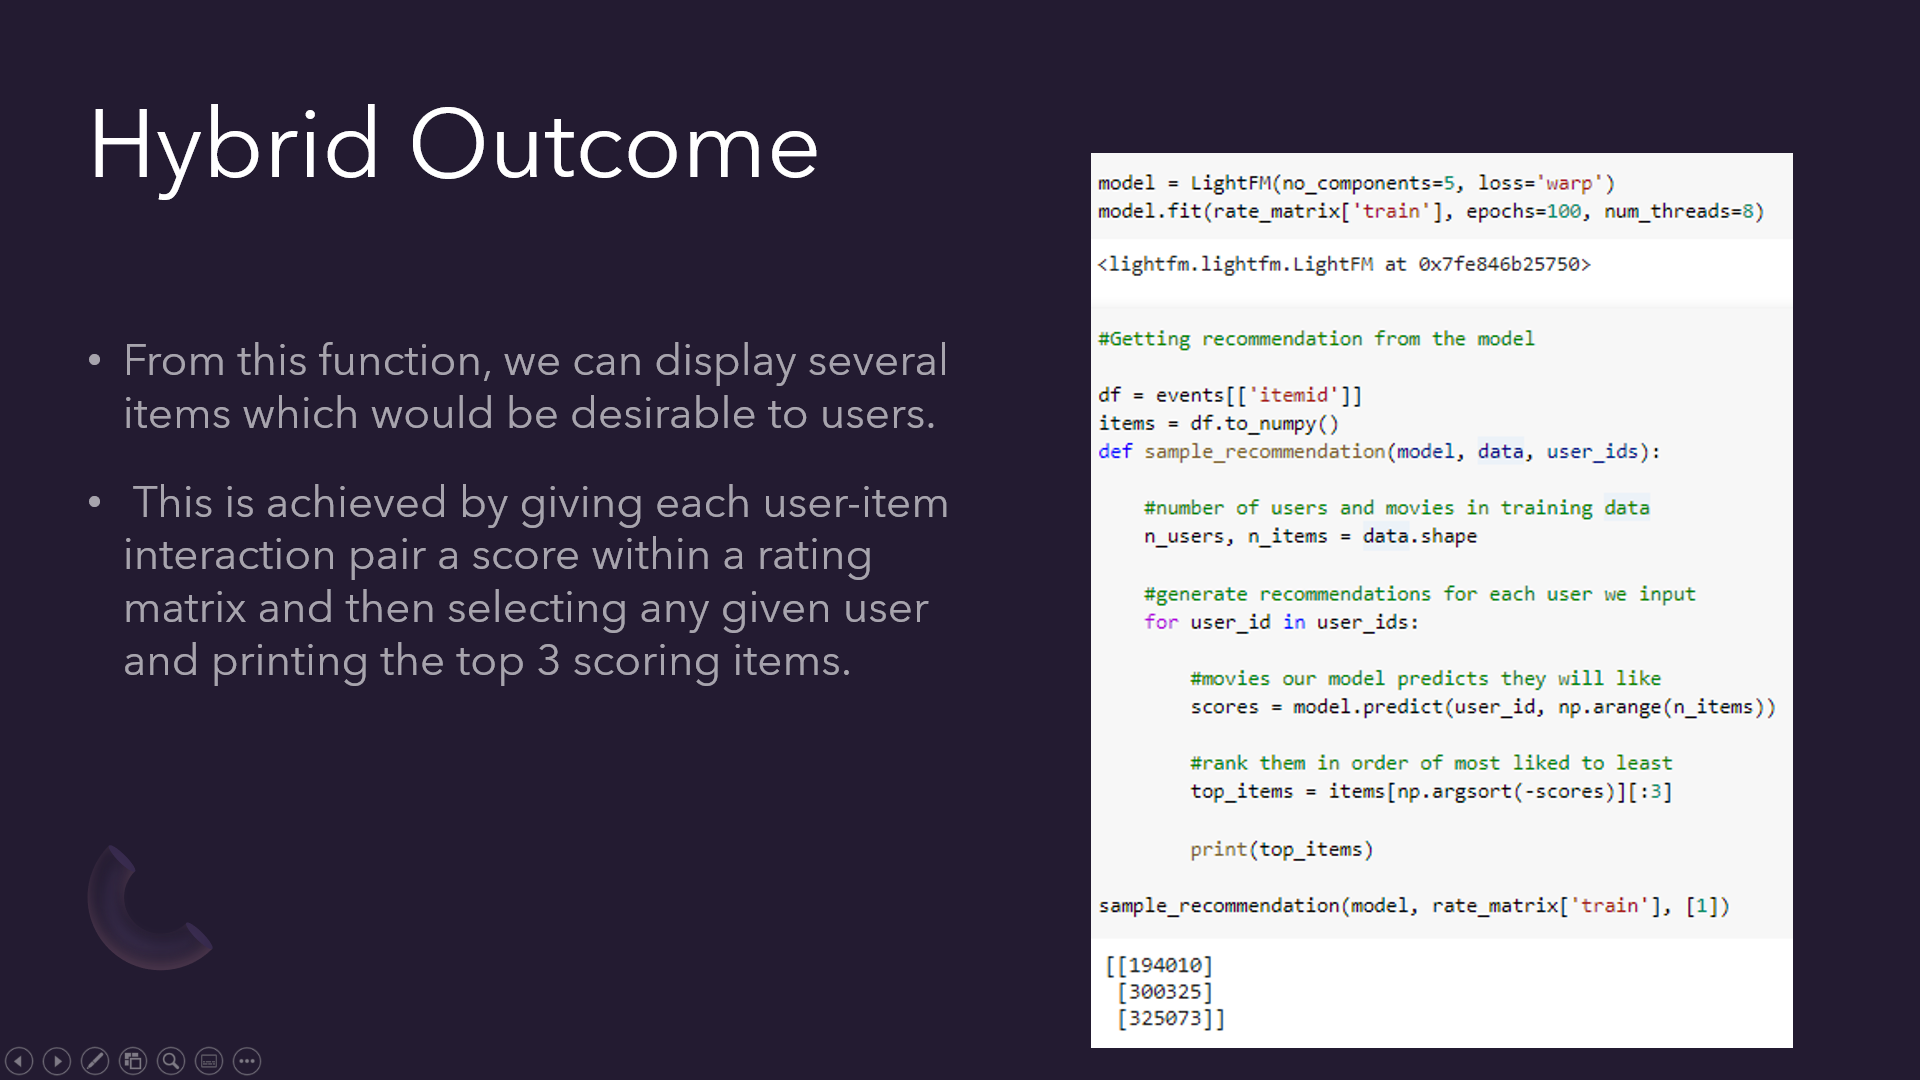 Hybrid Outcome
• From this function, we can display several
items which would be desirable to users.
• This is achieved by giving each user-item
interaction pair a score within a rating
matrix and then selecting any given user
and printing the top 3 scoring items.
model = LightFM(no_components=5, loss='warp')
model.fit(rate_matrix['train'], epochs=100, num_threads=8)
<lightfm.lightfm.LightFM at 0x7fe846b25750>
#Getting recommendation from the model
df = events[['itemid']]
items = df.to_numpy()
def sample_recommendation(model, data, user_ids):
#number of users and movies in training data
n_users, n_items = data.shape
#generate recommendations for each user we input
for user_id in user_ids:
#movies our model predicts they will like
scores = model.predict(user_id, np.arange(n_items))
#rank them in order of most liked to least
top_items = items[np.argsort(-scores)][:3]
print(top_items)
sample_recommendation(model, rate_matrix['train'], [1])
[[194010]
[300325]
[325073]]